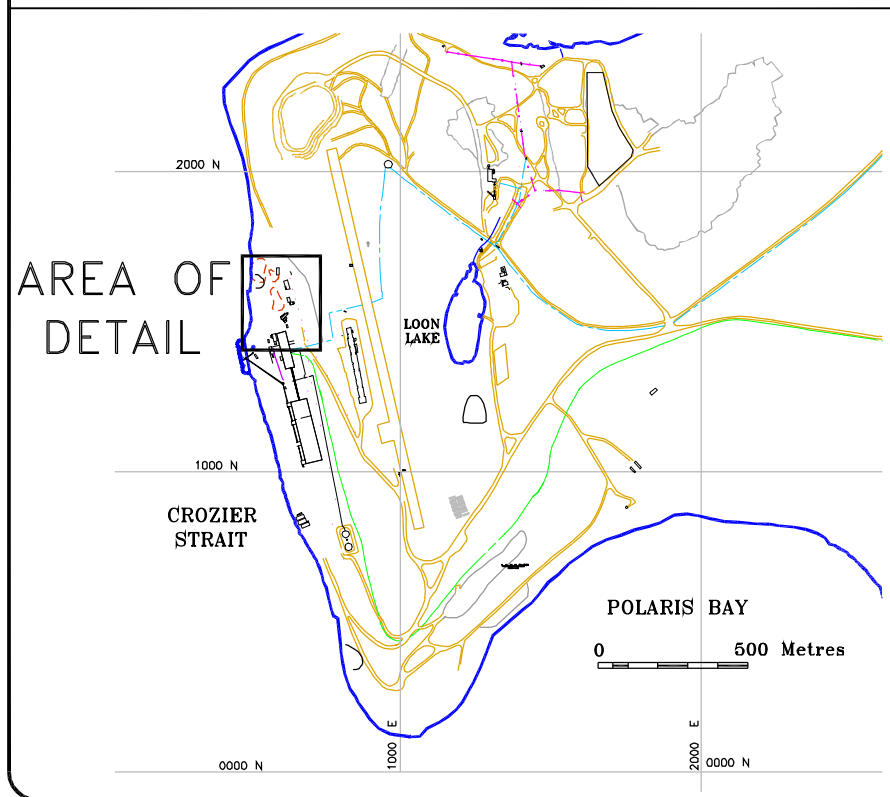 2000 N
AREA OF
DETAIL
LOON
LAKE
1000 N
CROZIER
STRAIT
POLARIS BAY
0 500 Metres
1000 E
2000 E
0000 N
0000 N